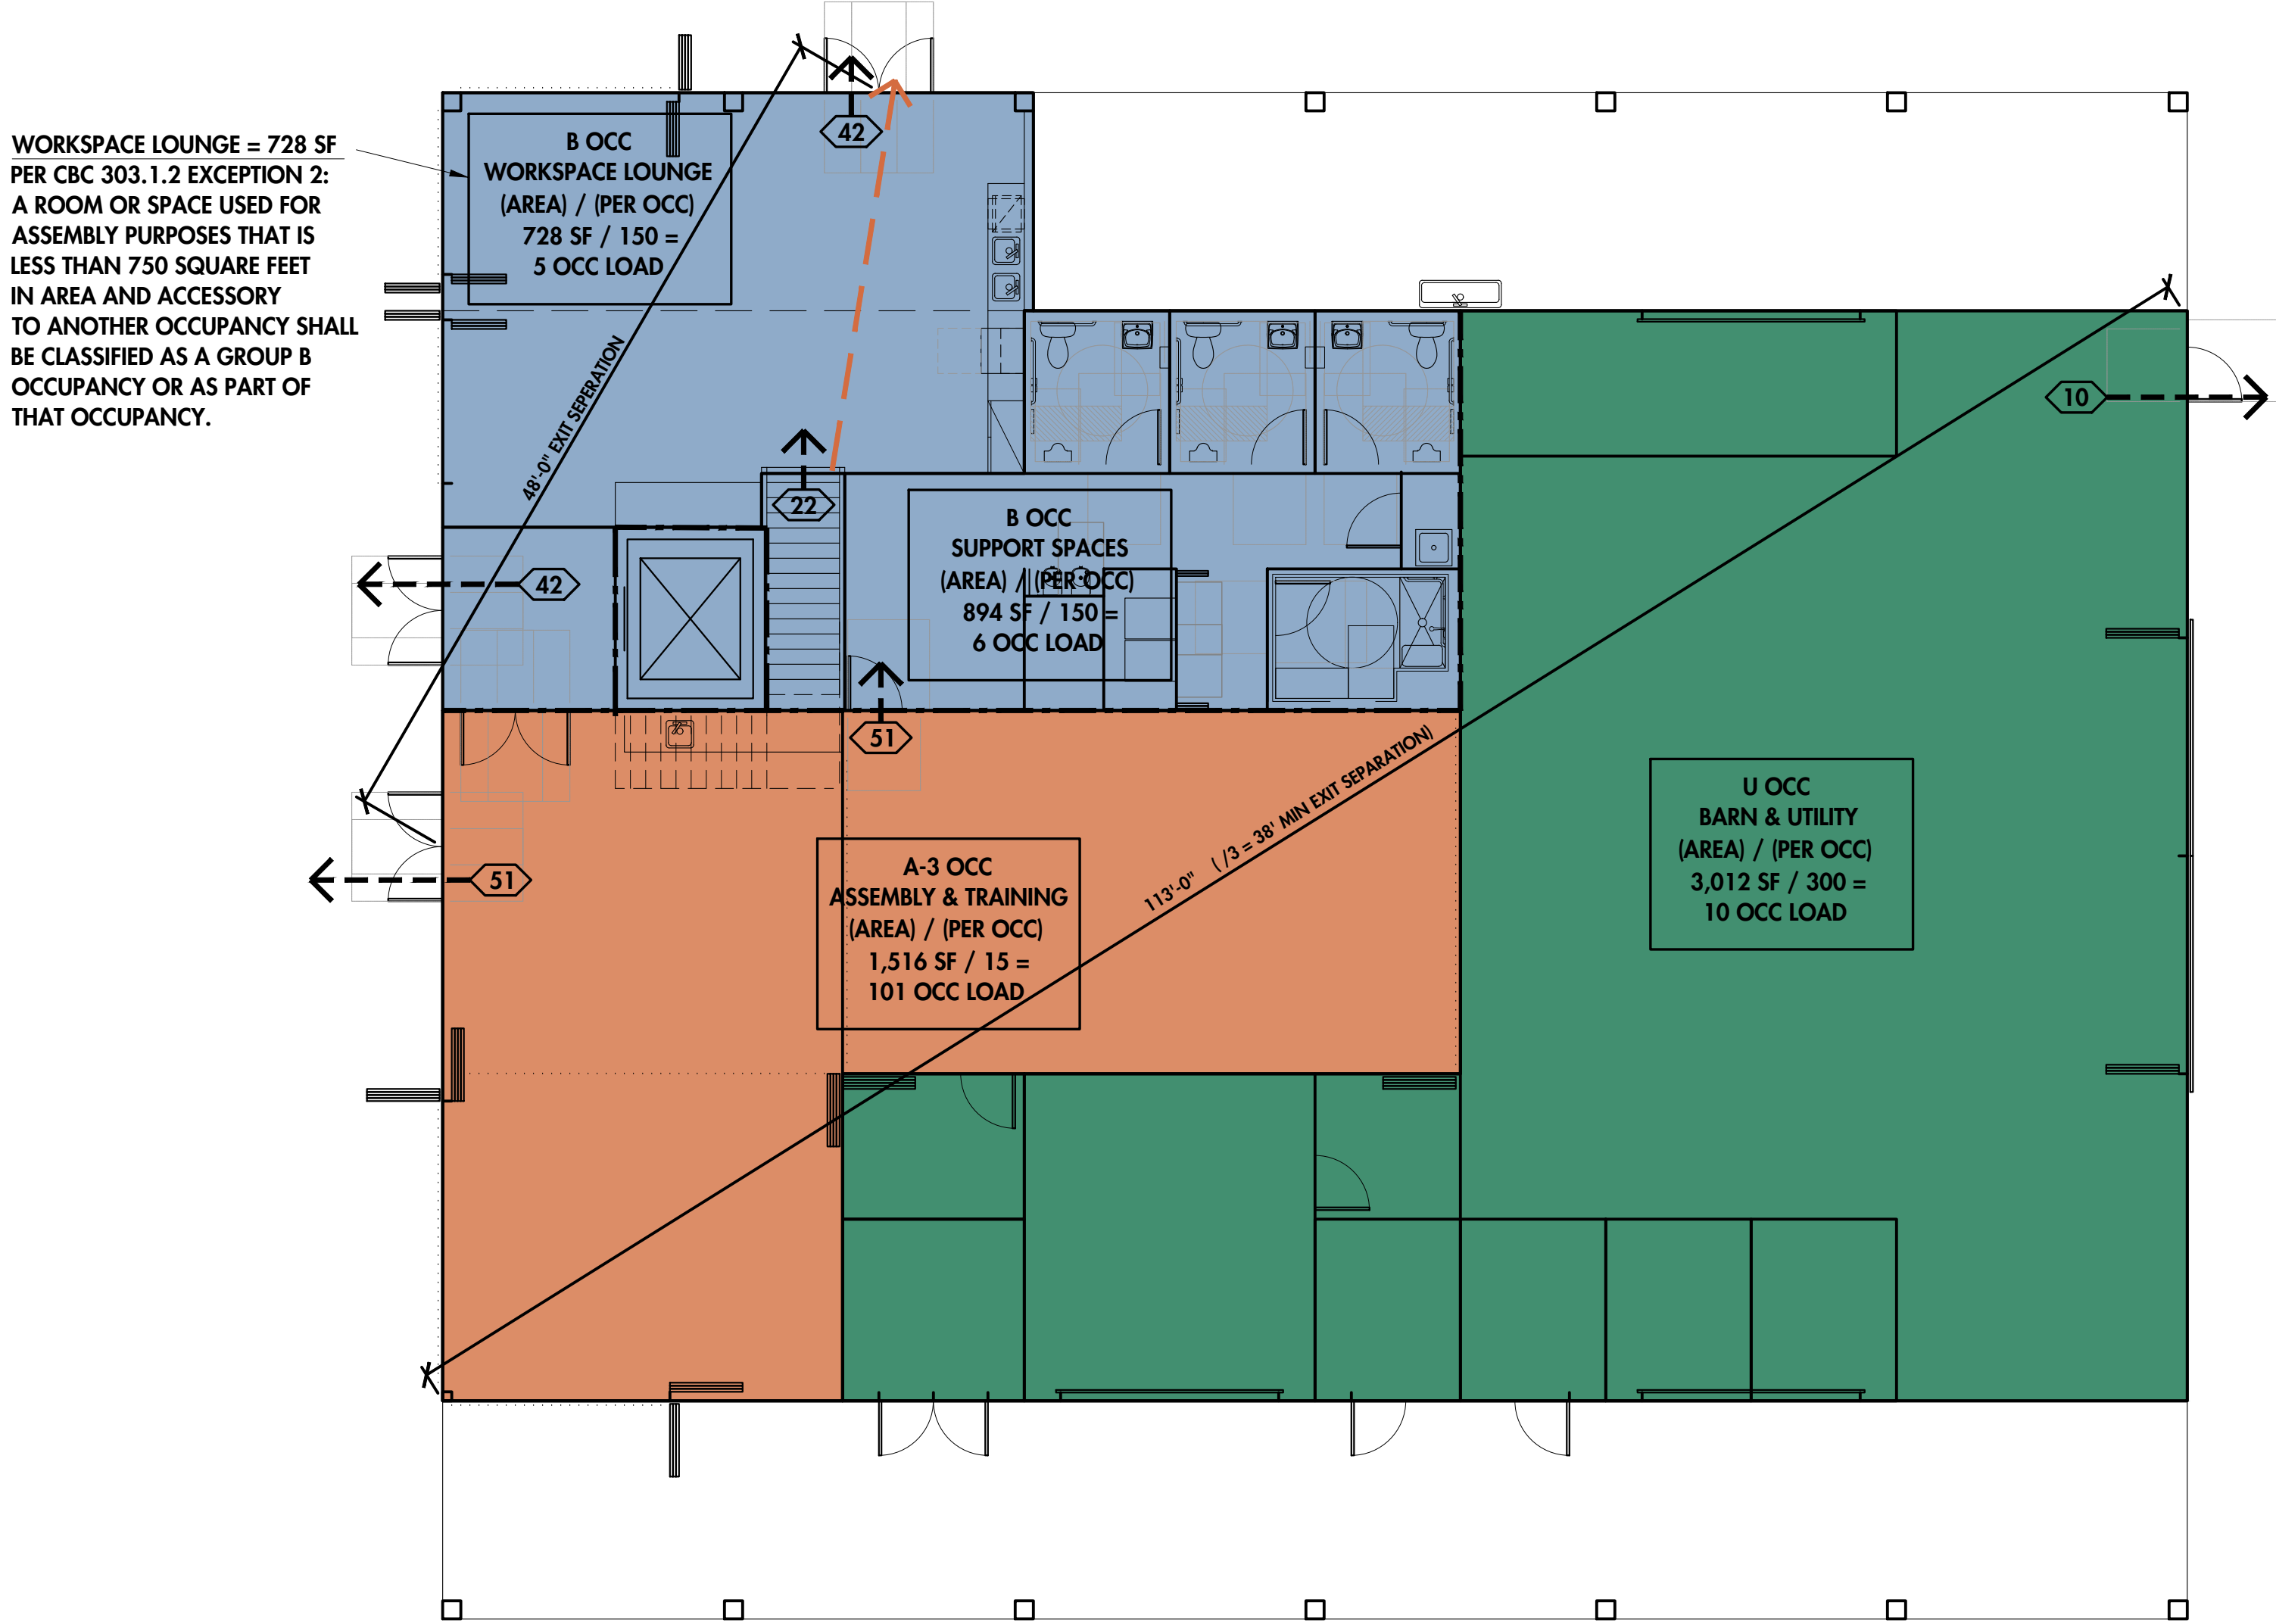 WORKSPACE LOUNGE = 728 SF
PER CBC 303.1.2 EXCEPTION 2:
A ROOM OR SPACE USED FOR
ASSEMBLY PURPOSES THAT IS
LESS THAN 750 SQUARE FEET
IN AREA AND ACCESSORY
TO ANOTHER OCCUPANCY SHALL
BE CLASSIFIED AS A GROUP B
OCCUPANCY OR AS PART OF
THAT OCCUPANCY.
B OCC
WORKSPACE LOUNGE
(AREA) / (PER OCC)
728 SF / 150 =
5 OCC LOAD
42
48'-0" EXIT SEPERATION
10
22
B OCC
SUPPORT SPACES
(AREA) / (PER OCC)
894 SF / 150 =
6 OCC LOAD
42
51
113'-0" ( /3 = 38' MIN EXIT SEPARATION)
51
A-3 OCC
ASSEMBLY & TRAINING
(AREA) / (PER OCC)
1,516 SF / 15 =
101 OCC LOAD
U OCC
BARN & UTILITY
(AREA) / (PER OCC)
3,012 SF / 300 =
10 OCC LOAD